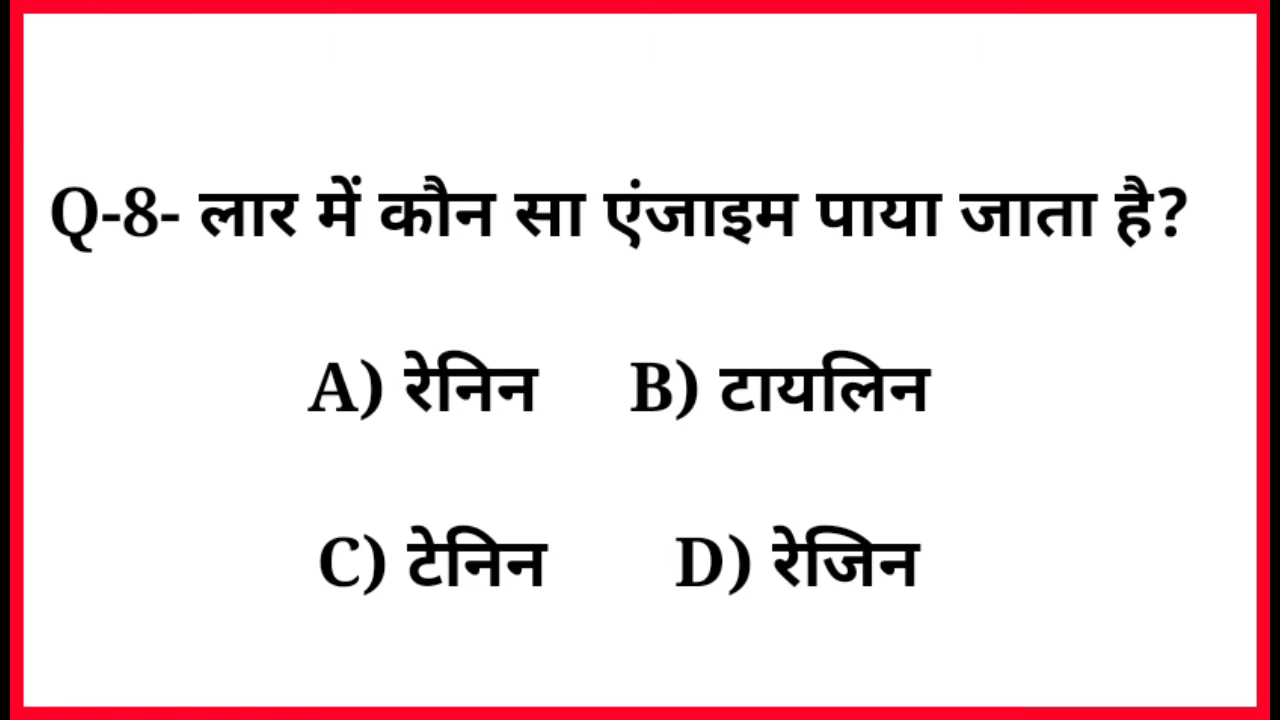 Q-8- लार में कौन सा एंजाइम पाया जाता है?
A) रेनिन B) टायलिन
C) टेनिन D) रेजिन